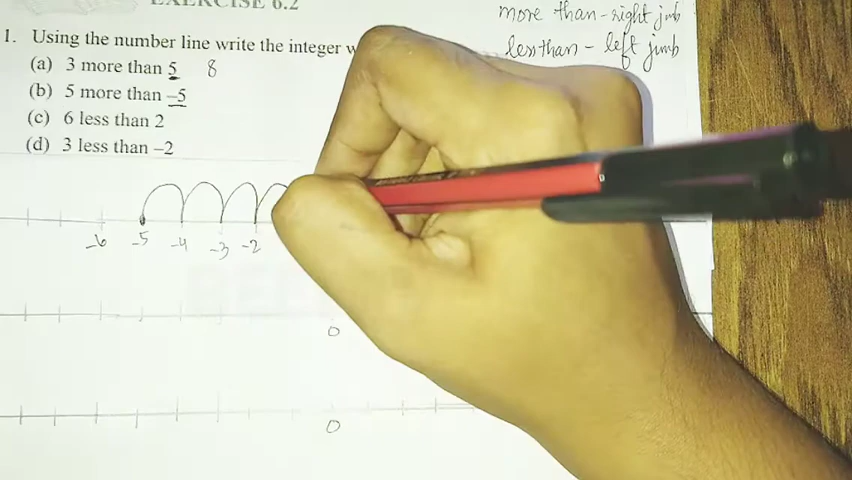 EXERCISE 6.2
more than - right jmb
less than - left jimb
1. Using the number line write the integer w
(a) 3 more than 5 8
(b) 5 more than -5
(c) 6 less than 2
(d) 3 less than -2
-6 -5 -4 -3 -2
0
0